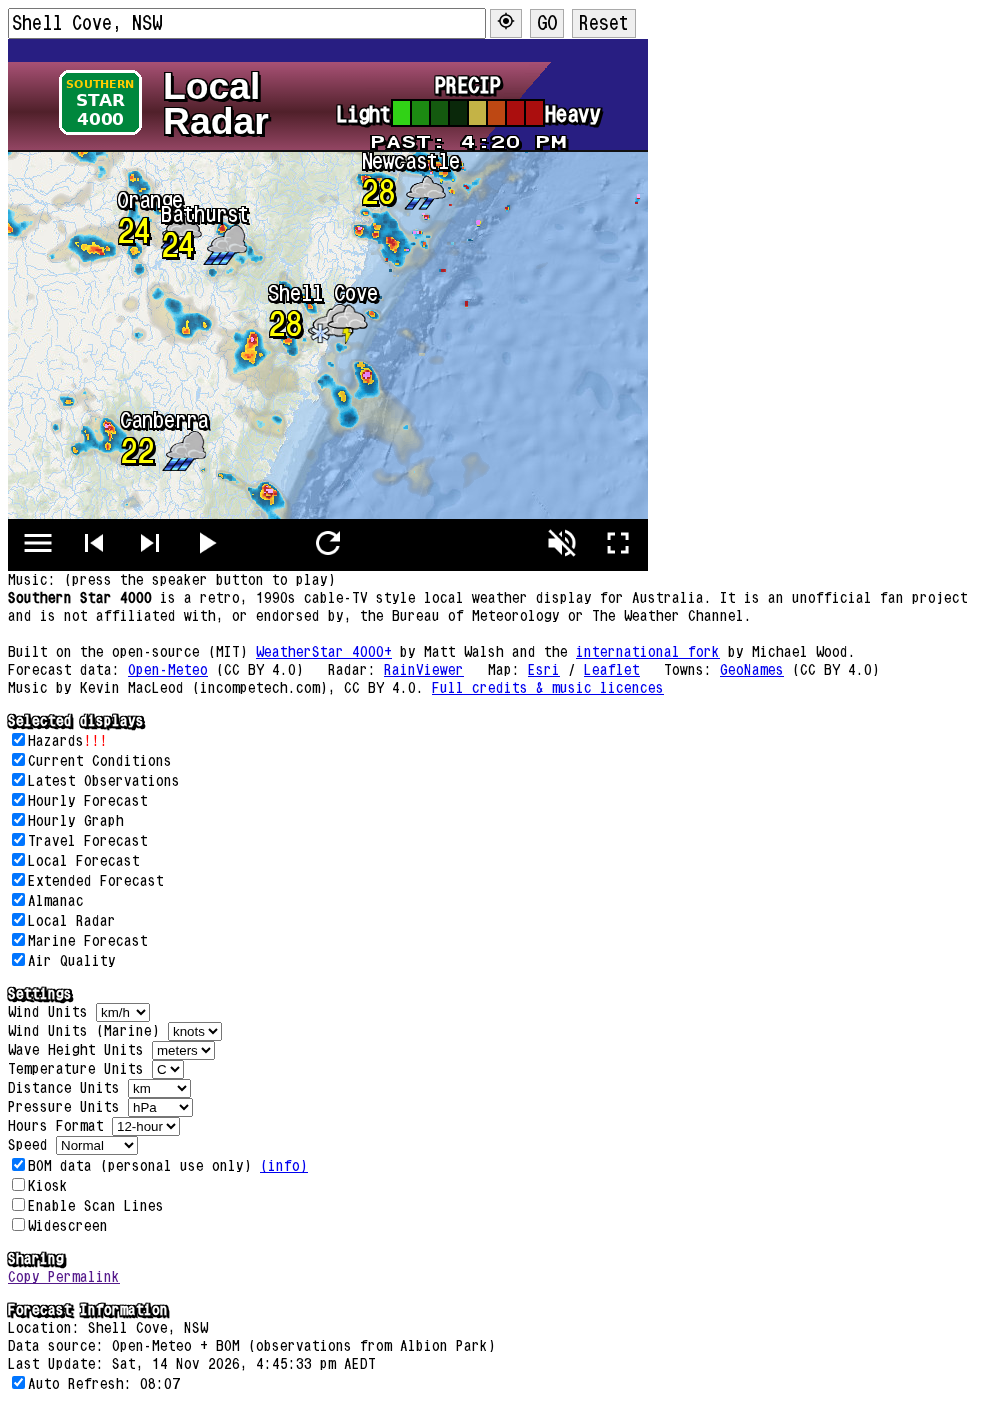 Shell Cove, NSW
GO
Reset
SOUTHERN
STAR
4000
Local
Radar
PRECIP
Light
Heavy
PAST: 4:20 PM
Newcastle
28
Orange
24
Bathurst
24
Shell Cove
28
Canberra
22
Music: (press the speaker button to play)
Southern Star 4000 is a retro, 1990s cable-TV style local weather display for Australia. It is an unofficial fan project
and is not affiliated with, or endorsed by, the Bureau of Meteorology or The Weather Channel.
Built on the open-source (MIT) WeatherStar 4000+ by Matt Walsh and the international fork by Michael Wood.
Forecast data: Open-Meteo (CC BY 4.0) Radar: RainViewer Map: Esri / Leaflet Towns: GeoNames (CC BY 4.0)
Music by Kevin MacLeod (incompetech.com), CC BY 4.0. Full credits & music licences
Selected displays
Hazards!!!
Current Conditions
Latest Observations
Hourly Forecast
Hourly Graph
Travel Forecast
Local Forecast
Extended Forecast
Almanac
Local Radar
Marine Forecast
Air Quality
Settings
Wind Units km/h
Wind Units (Marine) knots
Wave Height Units meters
Temperature Units C
Distance Units km
Pressure Units hPa
Hours Format 12-hour
Speed Normal
BOM data (personal use only) (info)
Kiosk
Enable Scan Lines
Widescreen
Sharing
Copy Permalink
Forecast Information
Location: Shell Cove, NSW
Data source: Open-Meteo + BOM (observations from Albion Park)
Last Update: Sat, 14 Nov 2026, 4:45:33 pm AEDT
Auto Refresh: 08:07